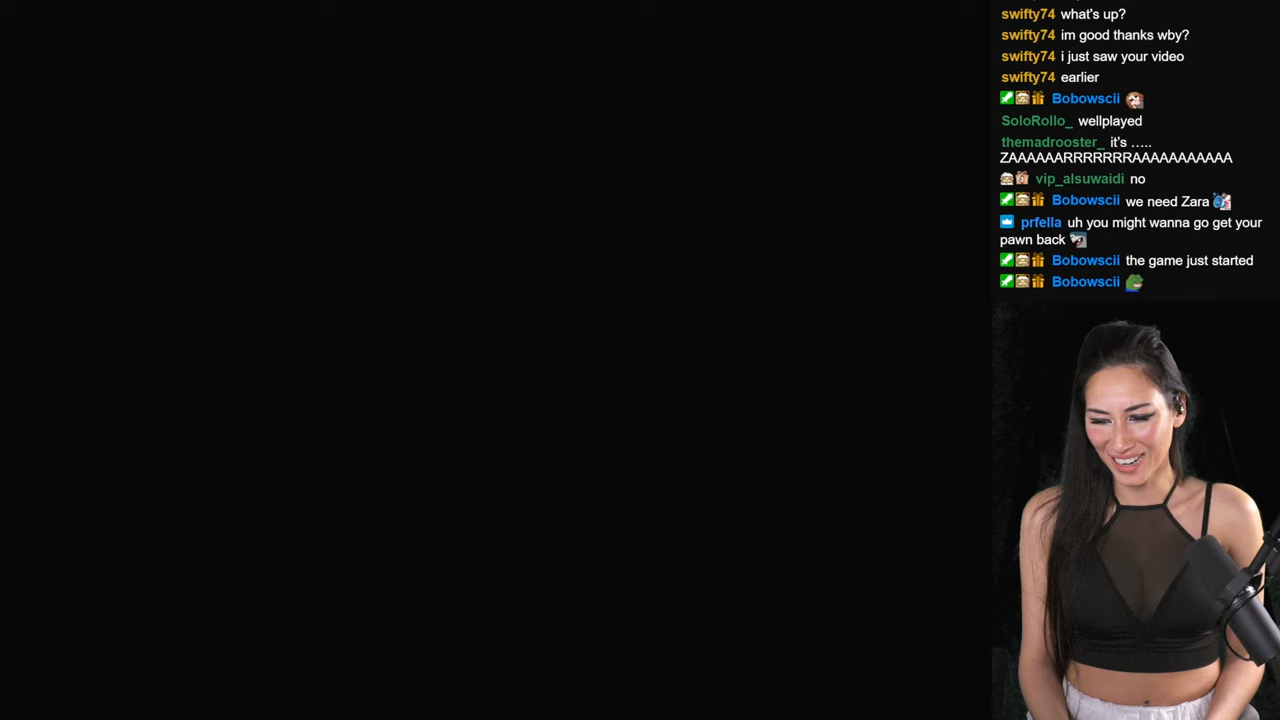 swifty74 what's up?
swifty74 im good thanks wby?
swifty74 i just saw your video
swifty74 earlier
Bobowscii
SoloRollo_ wellplayed
themadrooster_ it's …..
ZAAAAAARRRRRRRAAAAAAAAAAA
vip_alsuwaidi no
Bobowscii we need Zara
prfella uh you might wanna go get your
pawn back
Bobowscii the game just started
Bobowscii